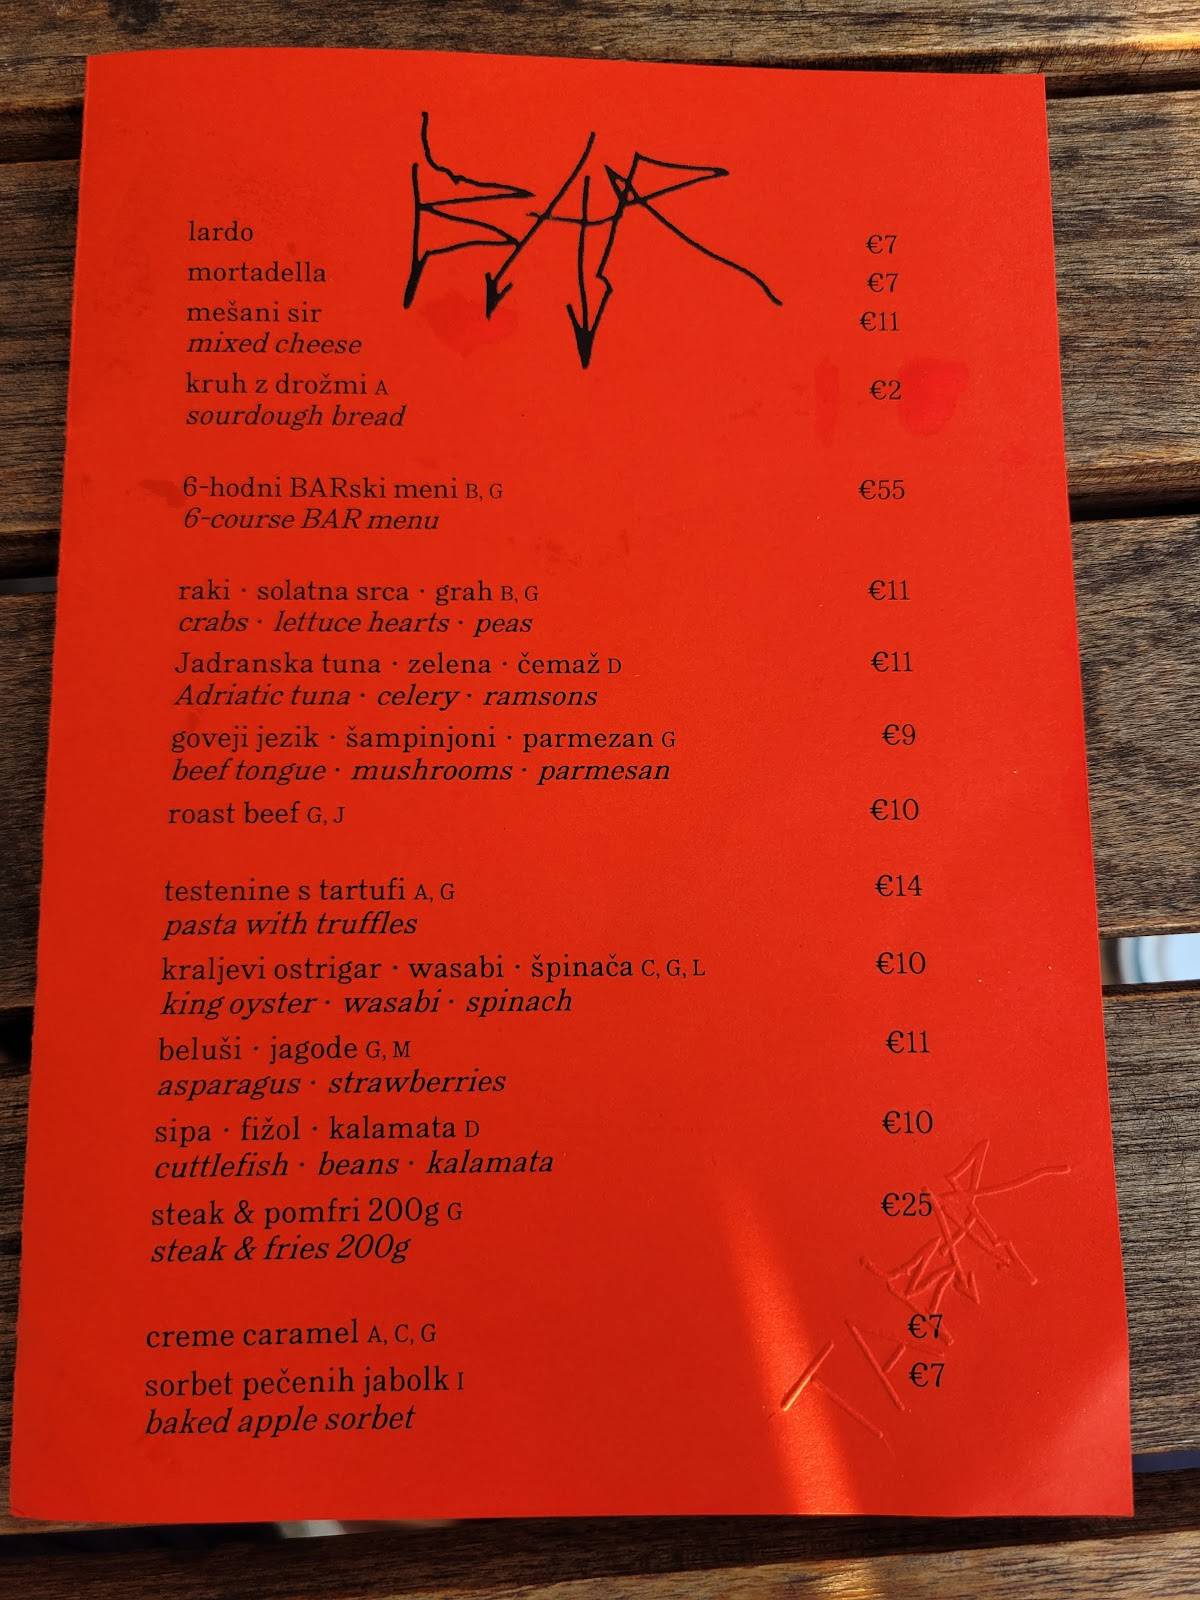 BAR
lardo €7
mortadella €7
mešani sir €11
mixed cheese
kruh z drožmi A €2
sourdough bread
6-hodni BARski meni B, G €55
6-course BAR menu
raki · solatna srca · grah B, G €11
crabs · lettuce hearts · peas
Jadranska tuna · zelena · čemaž D €11
Adriatic tuna · celery · ramsons
goveji jezik · šampinjoni · parmezan G €9
beef tongue · mushrooms · parmesan
roast beef G, J €10
testenine s tartufi A, G €14
pasta with truffles
kraljevi ostrigar · wasabi · špinača C, G, L €10
king oyster · wasabi · spinach
beluši · jagode G, M €11
asparagus · strawberries
sipa · fižol · kalamata D €10
cuttlefish · beans · kalamata
steak & pomfri 200g G €25
steak & fries 200g
creme caramel A, C, G €7
sorbet pečenih jabolk I €7
baked apple sorbet
TABAR